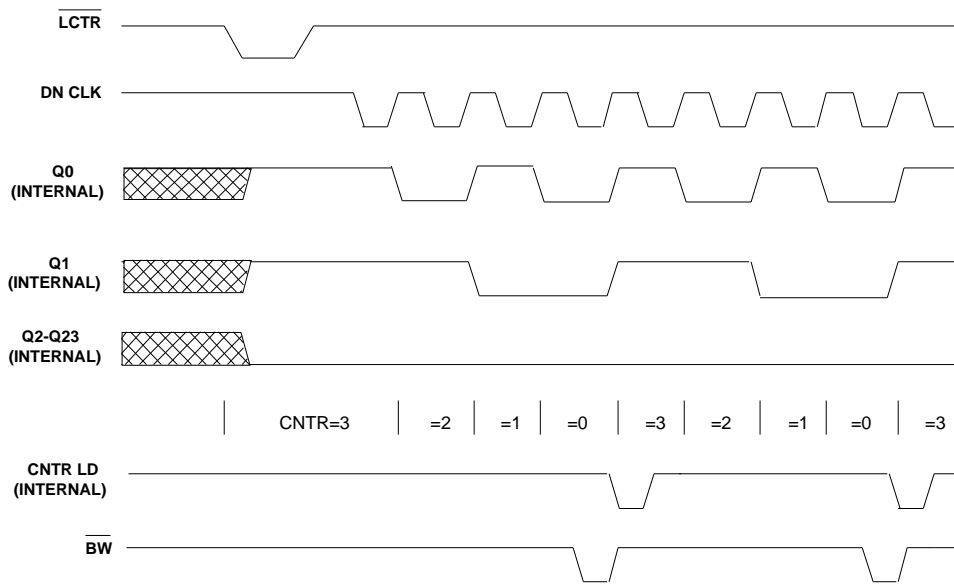 LCTR
DN CLK
Q0
(INTERNAL)
Q1
(INTERNAL)
Q2-Q23
(INTERNAL)
CNTR=3 =2 =1 =0 =3 =2 =1 =0 =3
CNTR LD
(INTERNAL)
BW